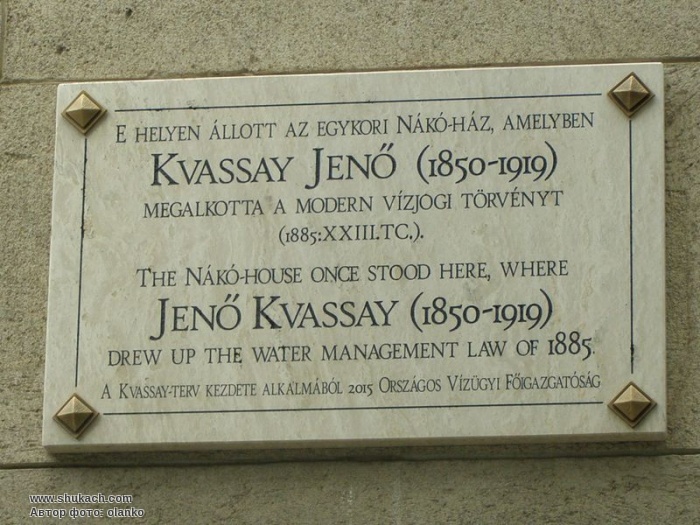 E HELYEN ÁLLOTT AZ EGYKORI NÁKÓ-HÁZ, AMELYBEN
KVASSAY JENŐ (1850-1919)
MEGALKOTTA A MODERN VÍZJOGI TÖRVÉNYT
(1885:XXIII.TC.).
THE NÁKÓ-HOUSE ONCE STOOD HERE, WHERE
JENŐ KVASSAY (1850-1919)
DREW UP THE WATER MANAGEMENT LAW OF 1885.
A KVASSAY-TERV KEZDETE ALKALMÁBÓL 2015 ORSZÁGOS VÍZÜGYI FŐIGAZGATÓSÁG
www.shukach.com
Автор фото: olanko